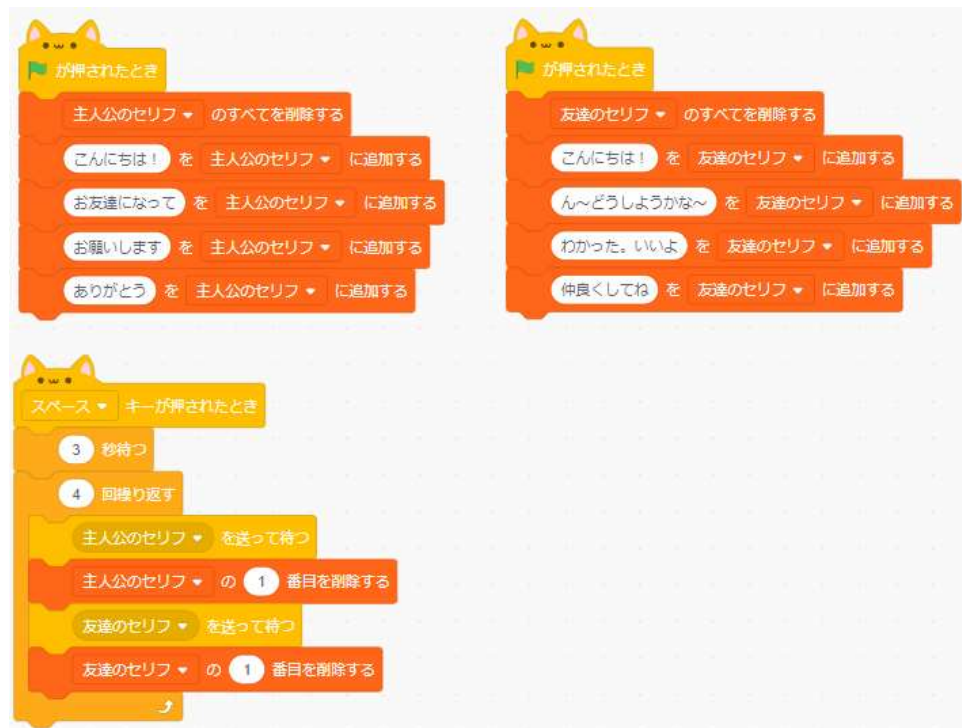 が押されたとき
主人公のセリフ のすべてを削除する
こんにちは! を 主人公のセリフ に追加する
お友達になって を 主人公のセリフ に追加する
お願いします を 主人公のセリフ に追加する
ありがとう を 主人公のセリフ に追加する
が押されたとき
友達のセリフ のすべてを削除する
こんにちは! を 友達のセリフ に追加する
ん~どうしようかな~ を 友達のセリフ に追加する
わかった。いいよ を 友達のセリフ に追加する
仲良くしてね を 友達のセリフ に追加する
スペース キーが押されたとき
3 秒待つ
4 回繰り返す
主人公のセリフ を送って待つ
主人公のセリフ の 1 番目を削除する
友達のセリフ を送って待つ
友達のセリフ の 1 番目を削除する